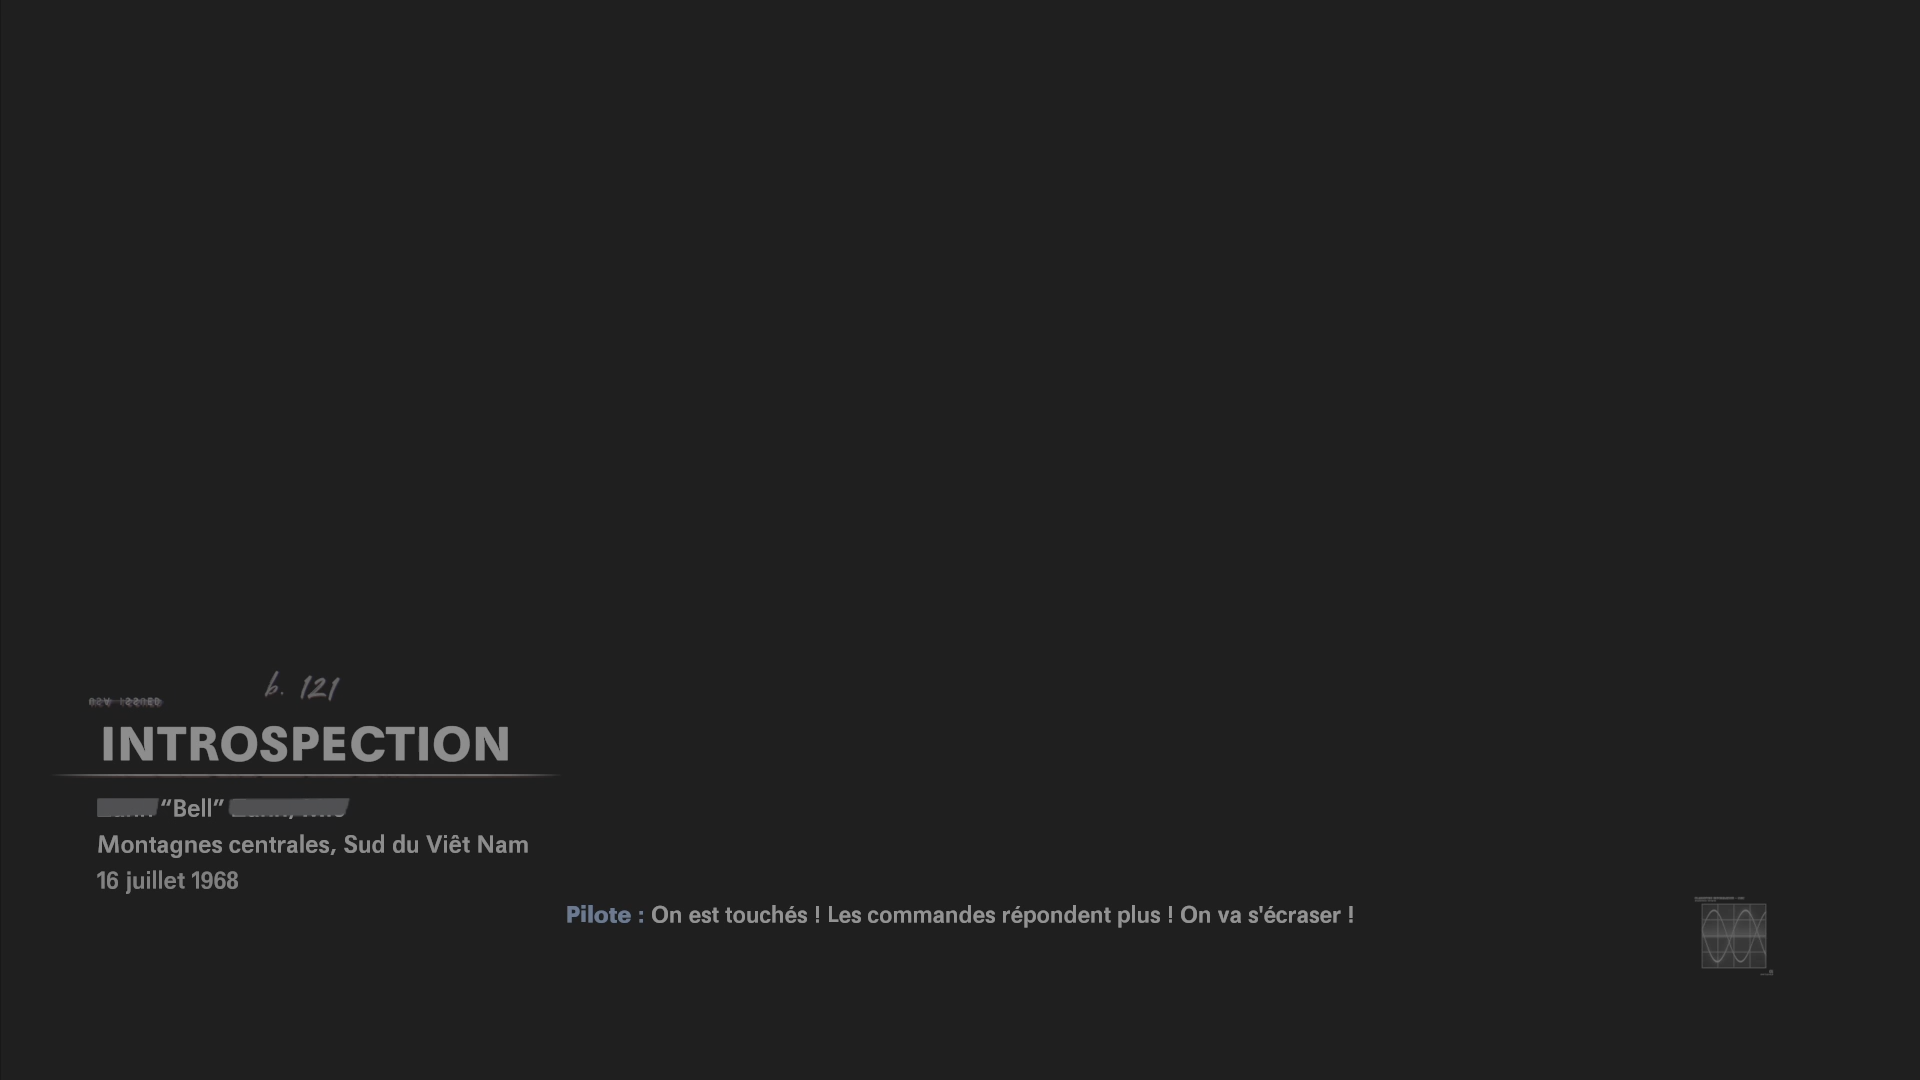 b. 121
INTROSPECTION
“Bell”
Montagnes centrales, Sud du Viêt Nam
16 juillet 1968
Pilote : On est touchés ! Les commandes répondent plus ! On va s'écraser !